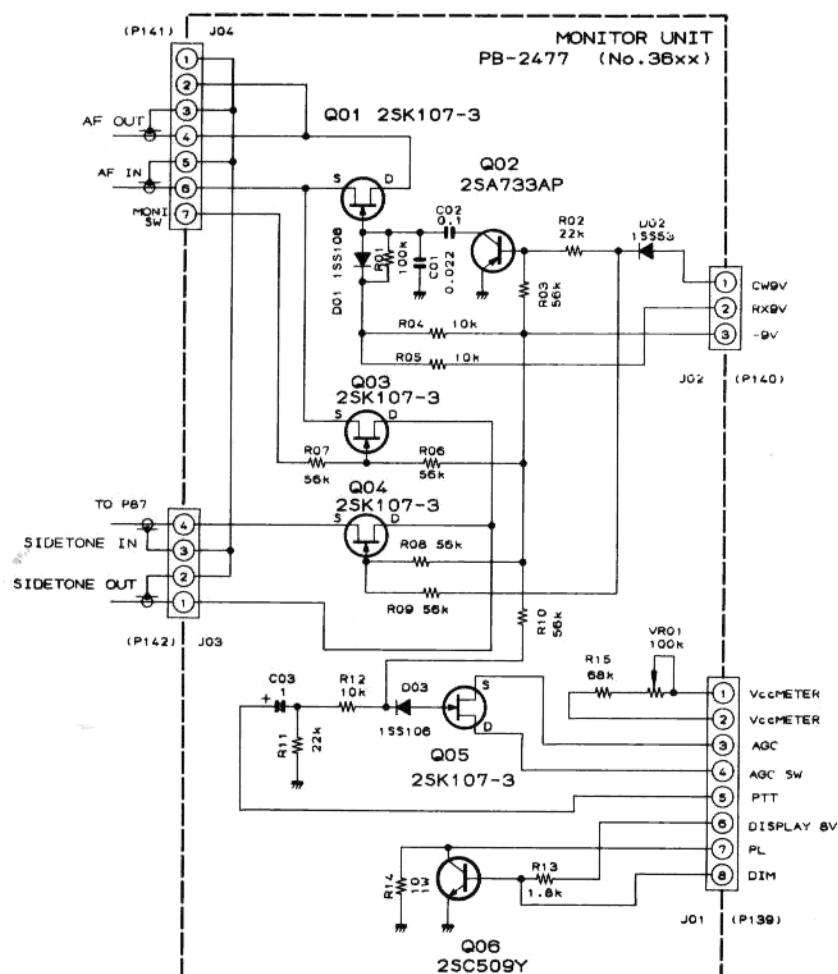 (P141) J04
MONITOR UNIT
PB-2477 (No.36xx)
1
2
3
4
5
6
7
AF OUT
AF IN
MONI
SW
Q01 2SK107-3
S D
Q02
2SA733AP
C02
0.1
R02
22k
D02
1SS53
D01 1SS106
R01
100k
C01
0.022
R03
56k
1 CW9V
2 RX9V
3 -9V
R04 10k
R05 10k
J02 (P140)
Q03
2SK107-3
S D
R07
56k
R06
56k
Q04
2SK107-3
S D
TO P87
SIDETONE IN
SIDETONE OUT
4
3
2
1
R08 56k
R09 56k
R10
56k
(P142) J03
VR01
100k
R15
68k
C03
+ 1
R12
10k
D03
1SS106
S
D
R11
22k
Q05
2SK107-3
1 VccMETER
2 VccMETER
3 AGC
4 AGC SW
5 PTT
6 DISPLAY 8V
7 PL
8 DIM
R14
10
1W
R13
1.8k
J01 (P139)
Q06
2SC509Y